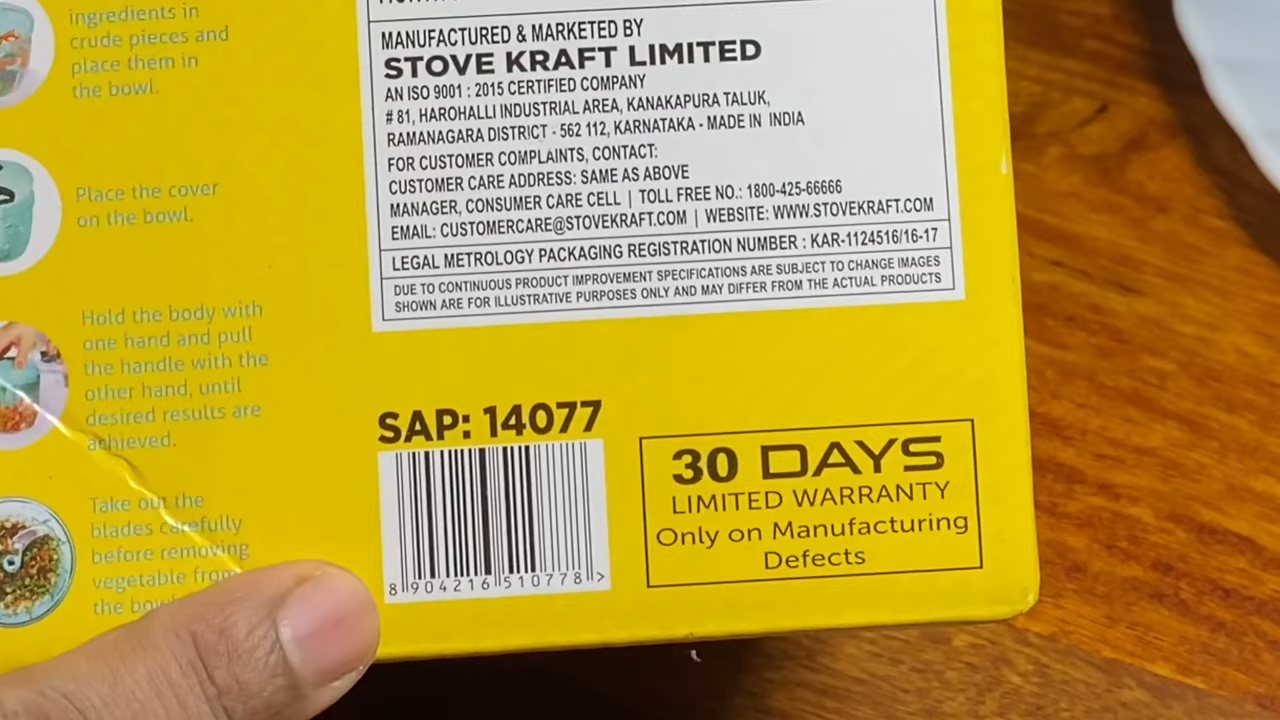 ingredients in
crude pieces and
place them in
the bowl.
Place the cover
on the bowl.
Hold the body with
one hand and pull
the handle with the
other hand, until
desired results are
achieved.
Take out the
blades carefully
before removing
vegetable from
the bowl
MANUFACTURED & MARKETED BY
STOVE KRAFT LIMITED
AN ISO 9001 : 2015 CERTIFIED COMPANY
# 81, HAROHALLI INDUSTRIAL AREA, KANAKAPURA TALUK,
RAMANAGARA DISTRICT - 562 112, KARNATAKA - MADE IN INDIA
FOR CUSTOMER COMPLAINTS, CONTACT:
CUSTOMER CARE ADDRESS: SAME AS ABOVE
MANAGER, CONSUMER CARE CELL | TOLL FREE NO.: 1800-425-66666
EMAIL: CUSTOMERCARE@STOVEKRAFT.COM | WEBSITE: WWW.STOVEKRAFT.COM
LEGAL METROLOGY PACKAGING REGISTRATION NUMBER : KAR-1124516/16-17
DUE TO CONTINUOUS PRODUCT IMPROVEMENT SPECIFICATIONS ARE SUBJECT TO CHANGE IMAGES
SHOWN ARE FOR ILLUSTRATIVE PURPOSES ONLY AND MAY DIFFER FROM THE ACTUAL PRODUCTS
SAP: 14077
8 904216 510778 >
30 DAYS
LIMITED WARRANTY
Only on Manufacturing
Defects